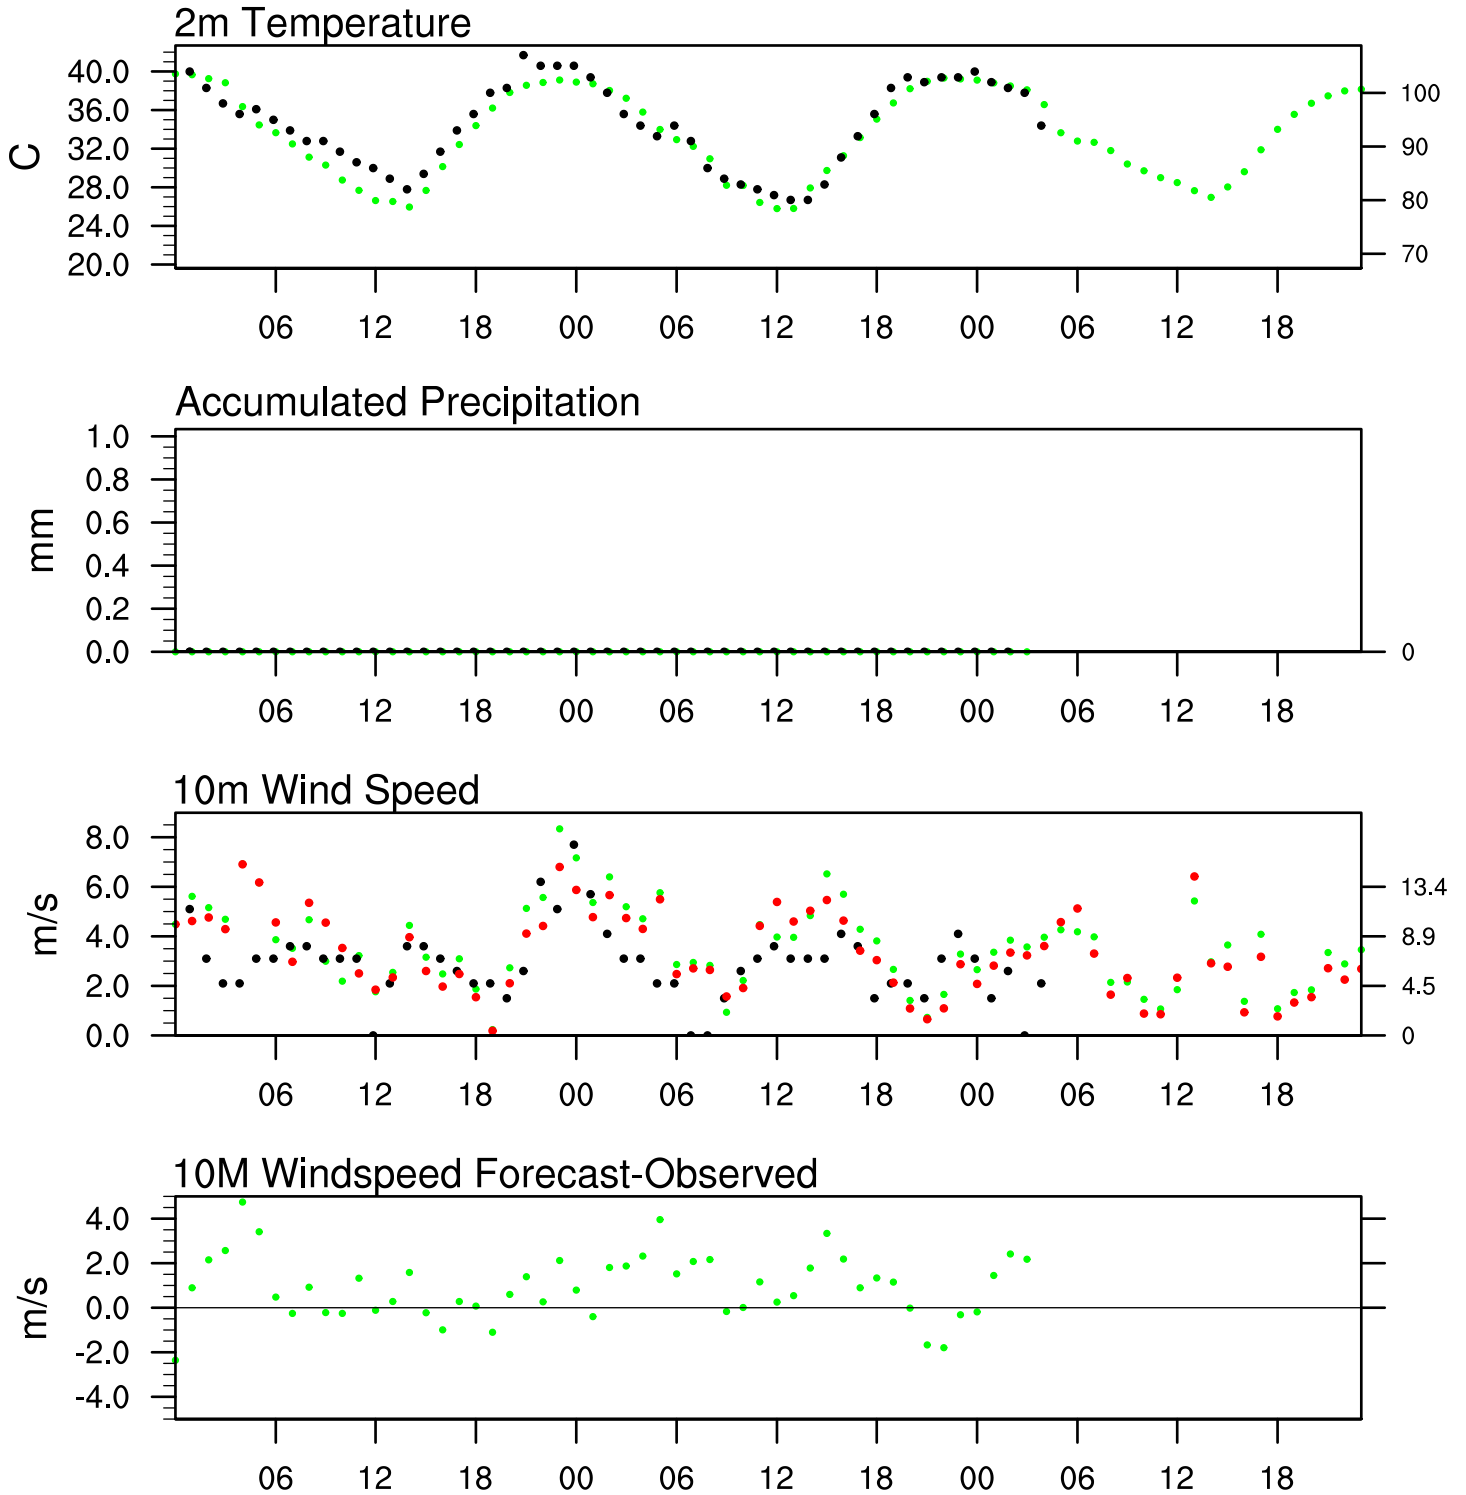 2m Temperature
C
40.0
36.0
32.0
28.0
24.0
20.0
100
90
80
70
06 12 18 00 06 12 18 00 06 12 18
Accumulated Precipitation
mm
1.0
0.8
0.6
0.4
0.2
0.0
0
06 12 18 00 06 12 18 00 06 12 18
10m Wind Speed
m/s
8.0
6.0
4.0
2.0
0.0
13.4
8.9
4.5
0
06 12 18 00 06 12 18 00 06 12 18
10M Windspeed Forecast-Observed
m/s
4.0
2.0
0.0
-2.0
-4.0
06 12 18 00 06 12 18 00 06 12 18